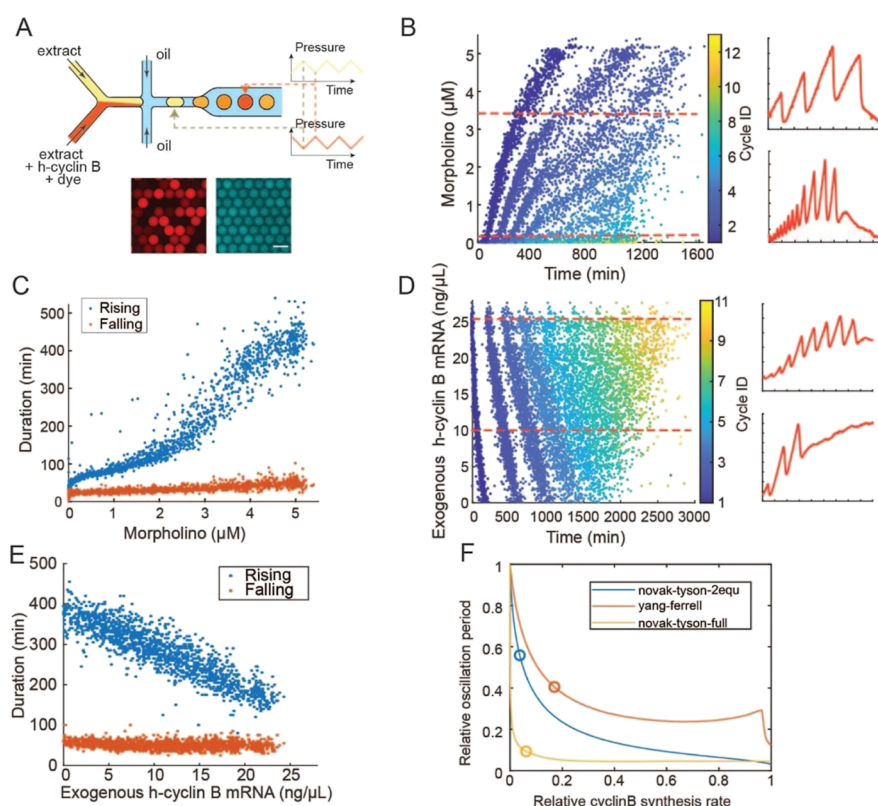 A
extract
oil
Pressure
Time
Pressure
Time
extract
+ h-cyclin B
+ dye
oil
B
Morpholino (µM)
5
4
3
2
1
0
0
400
800
1200
1600
Time (min)
12
10
8
6
4
2
Cycle ID
C
Rising
Falling
Duration (min)
500
400
300
200
100
0
0
1
2
3
4
5
Morpholino (µM)
D
Exogenous h-cyclin B mRNA (ng/µL)
25
20
15
10
5
0
0
500
1000
1500
2000
2500
3000
Time (min)
11
9
7
5
3
1
Cycle ID
E
Rising
Falling
Duration (min)
500
400
300
200
100
0
0
5
10
15
20
25
Exogenous h-cyclin B mRNA (ng/µL)
F
novak-tyson-2equ
yang-ferrell
novak-tyson-full
Relative oscillation period
1
0.8
0.6
0.4
0.2
0
0
0.2
0.4
0.6
0.8
1
Relative cyclinB synthesis rate